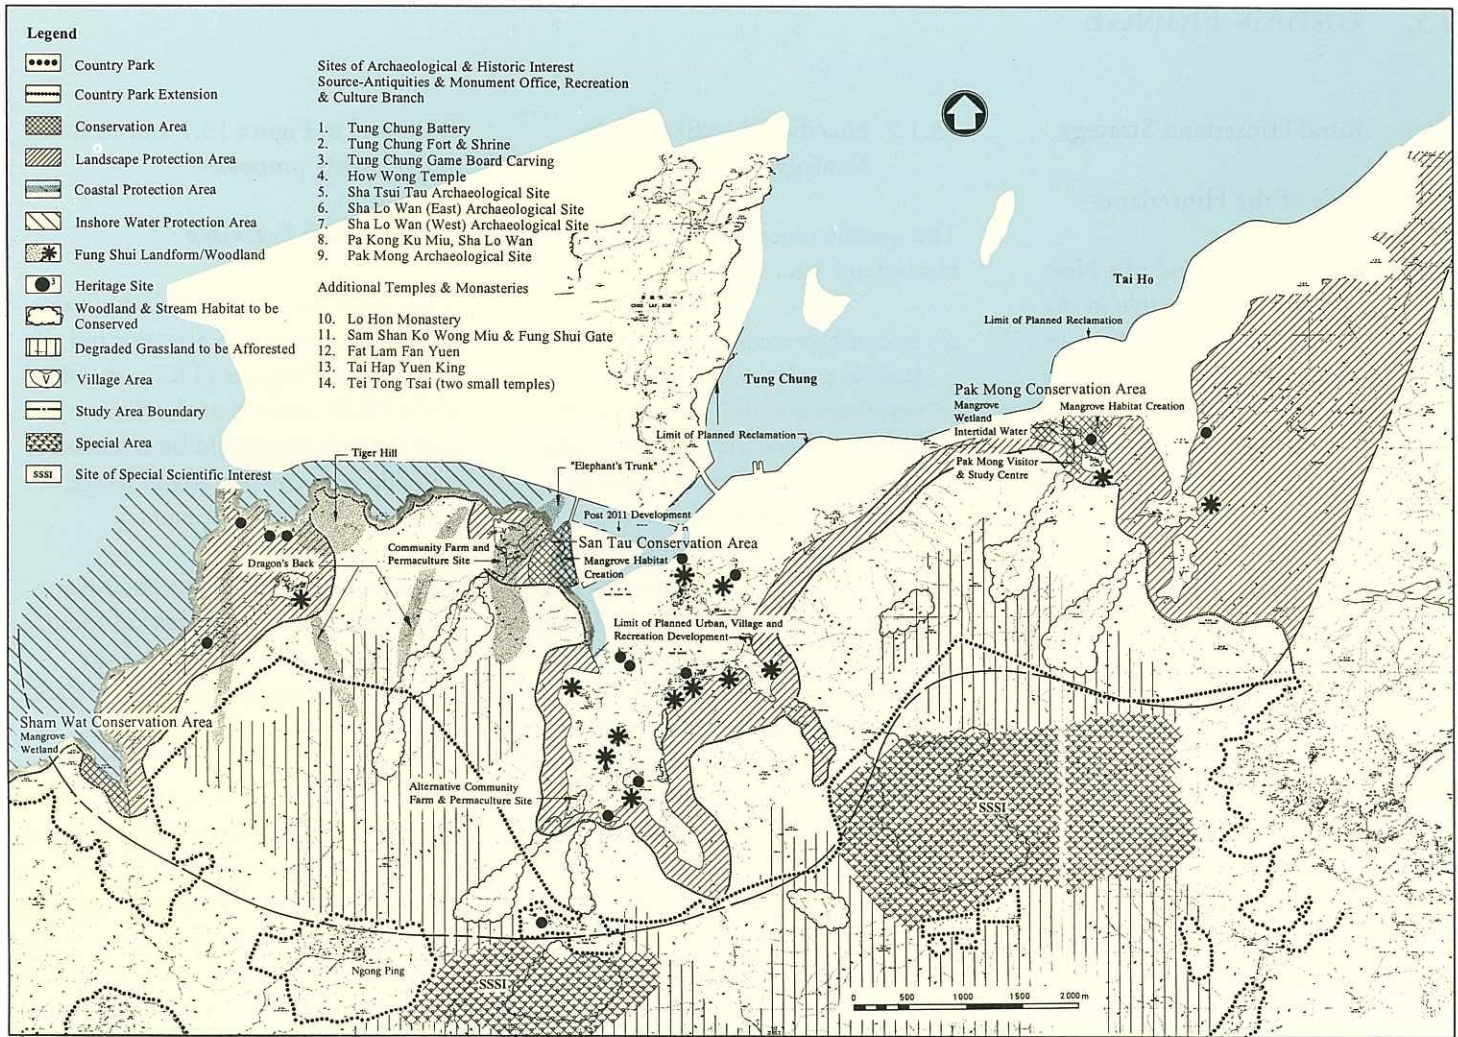 Legend
Country Park
Country Park Extension
Conservation Area
Landscape Protection Area
Coastal Protection Area
Inshore Water Protection Area
Fung Shui Landform/Woodland
3
Heritage Site
Woodland & Stream Habitat to be
Conserved
Degraded Grassland to be Afforested
V
Village Area
Study Area Boundary
Special Area
SSSI
Site of Special Scientific Interest
Sites of Archaeological & Historic Interest
Source-Antiquities & Monument Office, Recreation
& Culture Branch
1. Tung Chung Battery
2. Tung Chung Fort & Shrine
3. Tung Chung Game Board Carving
4. How Wong Temple
5. Sha Tsui Tau Archaeological Site
6. Sha Lo Wan (East) Archaeological Site
7. Sha Lo Wan (West) Archaeological Site
8. Pa Kong Ku Miu, Sha Lo Wan
9. Pak Mong Archaeological Site
Additional Temples & Monasteries
10. Lo Hon Monastery
11. Sam Shan Ko Wong Miu & Fung Shui Gate
12. Fat Lam Fan Yuen
13. Tai Hap Yuen King
14. Tei Tong Tsai (two small temples)
Tai Ho
Limit of Planned Reclamation
Tung Chung
Limit of Planned Reclamation
Pak Mong Conservation Area
Mangrove
Wetland
Intertidal Water
Mangrove Habitat Creation
Pak Mong Visitor
& Study Centre
Tiger Hill
"Elephant's Trunk"
Post 2011 Development
San Tau Conservation Area
Mangrove Habitat
Creation
Community Farm and
Permaculture Site
Dragon's Back
Limit of Planned Urban, Village and
Recreation Development
Sham Wat Conservation Area
Mangrove
Wetland
Alternative Community
Farm & Permaculture Site
SSSI
Ngong Ping
SSSI
0 500 1000 1500 2000 m